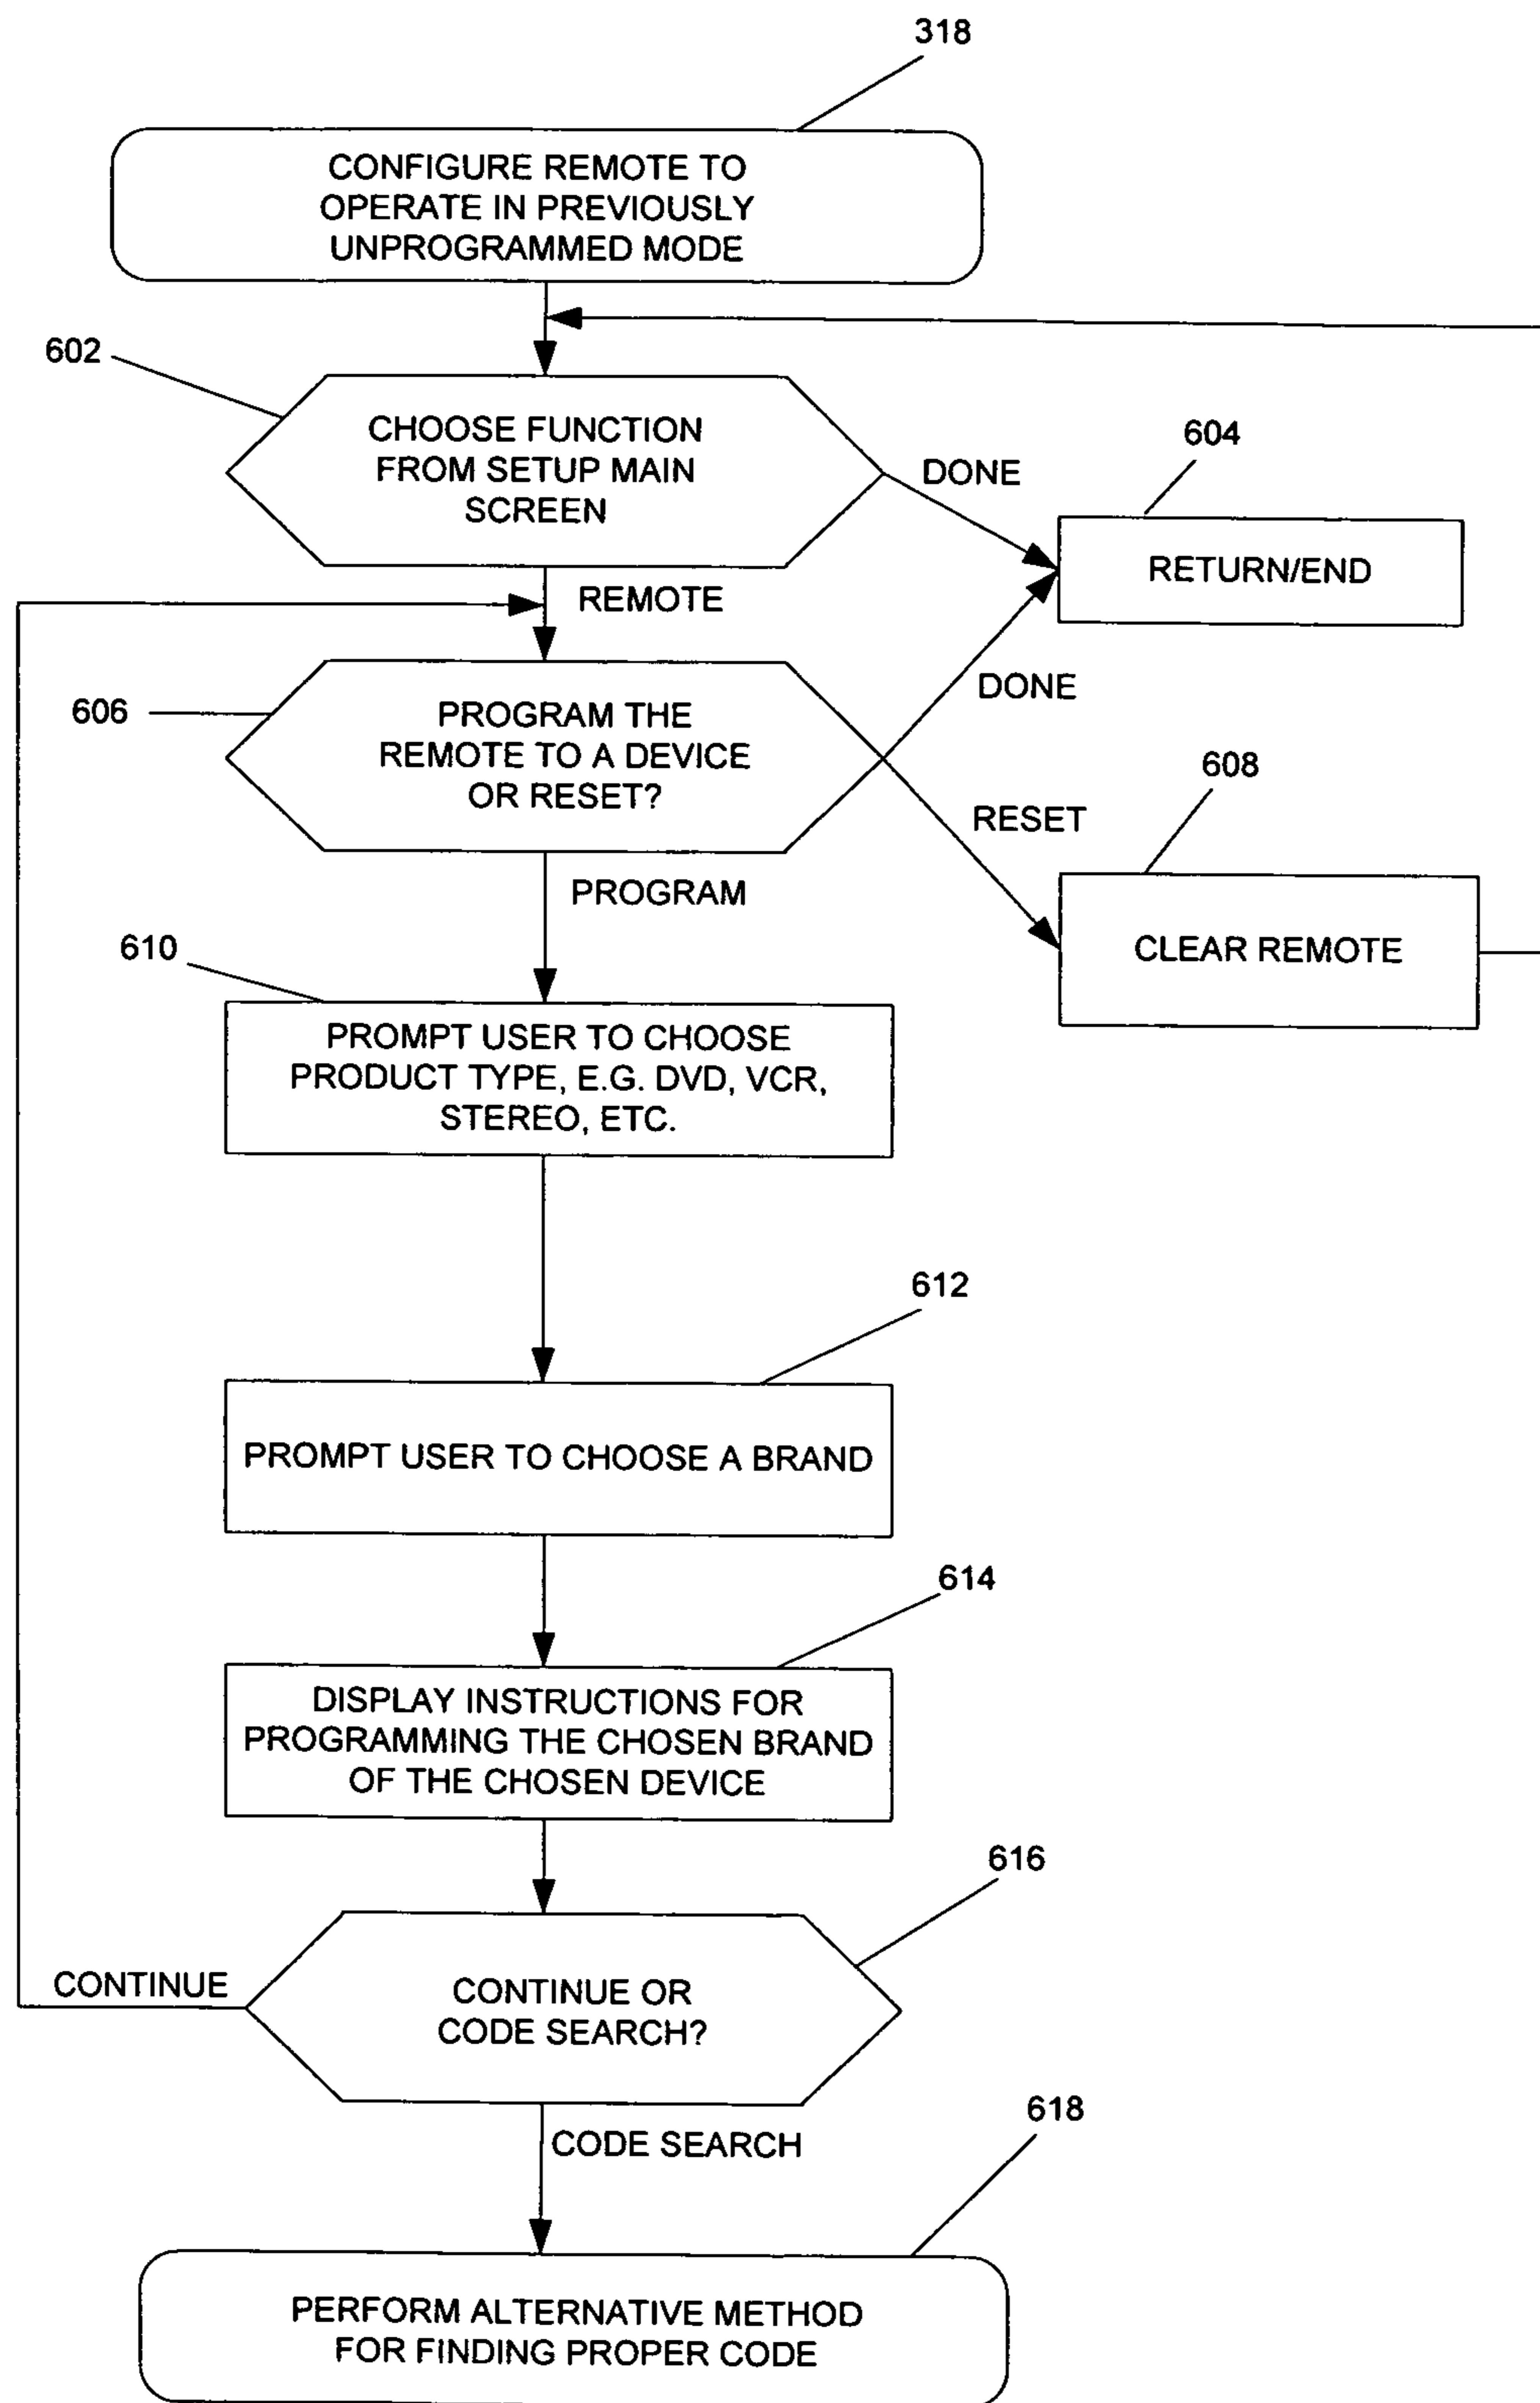 318
CONFIGURE REMOTE TO
OPERATE IN PREVIOUSLY
UNPROGRAMMED MODE
602
CHOOSE FUNCTION
FROM SETUP MAIN
SCREEN
DONE
604
RETURN/END
REMOTE
606
PROGRAM THE
REMOTE TO A DEVICE
OR RESET?
DONE
RESET
608
CLEAR REMOTE
PROGRAM
610
PROMPT USER TO CHOOSE
PRODUCT TYPE, E.G. DVD, VCR,
STEREO, ETC.
612
PROMPT USER TO CHOOSE A BRAND
614
DISPLAY INSTRUCTIONS FOR
PROGRAMMING THE CHOSEN BRAND
OF THE CHOSEN DEVICE
616
CONTINUE
CONTINUE OR
CODE SEARCH?
CODE SEARCH
618
PERFORM ALTERNATIVE METHOD
FOR FINDING PROPER CODE